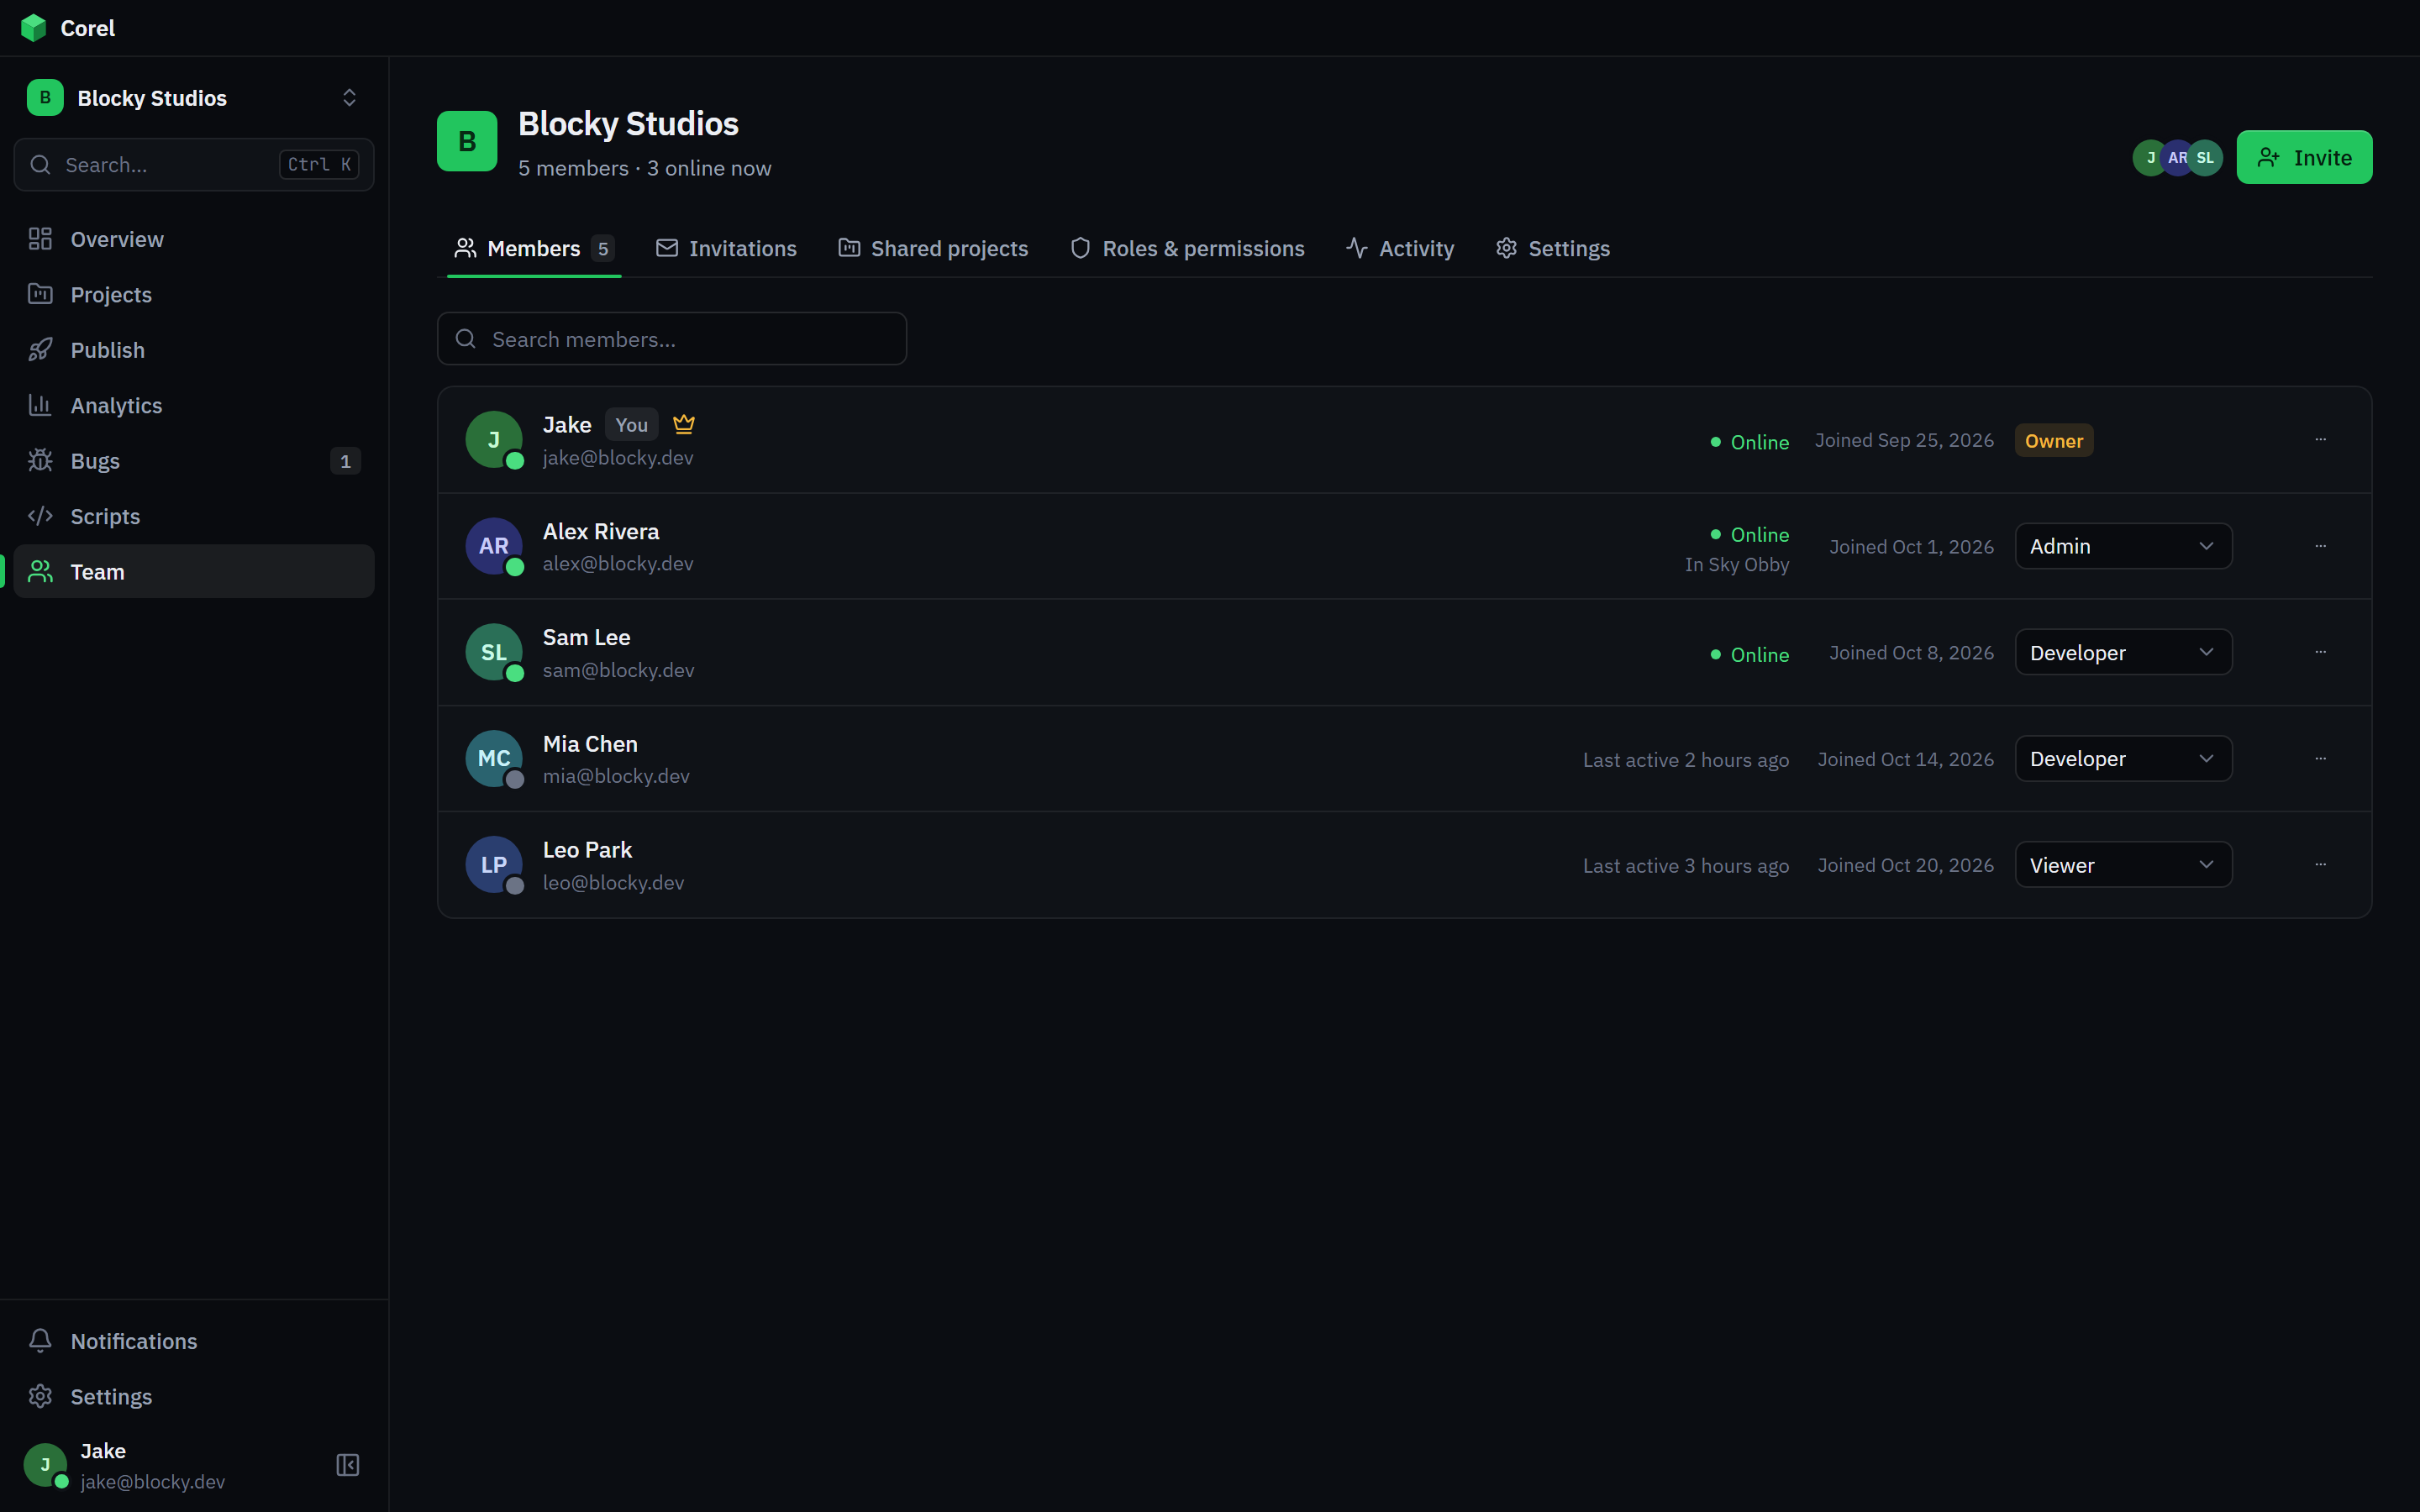 Corel
B Blocky Studios
Search... Ctrl K
Overview
Projects
Publish
Analytics
Bugs 1
Scripts
Team
Notifications
Settings
J Jake
jake@blocky.dev
B Blocky Studios
5 members · 3 online now
J AR SL Invite
Members 5 Invitations Shared projects Roles & permissions Activity Settings
Search members...
J Jake You
jake@blocky.dev
Online Joined Sep 25, 2026 Owner
AR Alex Rivera
alex@blocky.dev
Online
In Sky Obby
Joined Oct 1, 2026 Admin
SL Sam Lee
sam@blocky.dev
Online Joined Oct 8, 2026 Developer
MC Mia Chen
mia@blocky.dev
Last active 2 hours ago Joined Oct 14, 2026 Developer
LP Leo Park
leo@blocky.dev
Last active 3 hours ago Joined Oct 20, 2026 Viewer